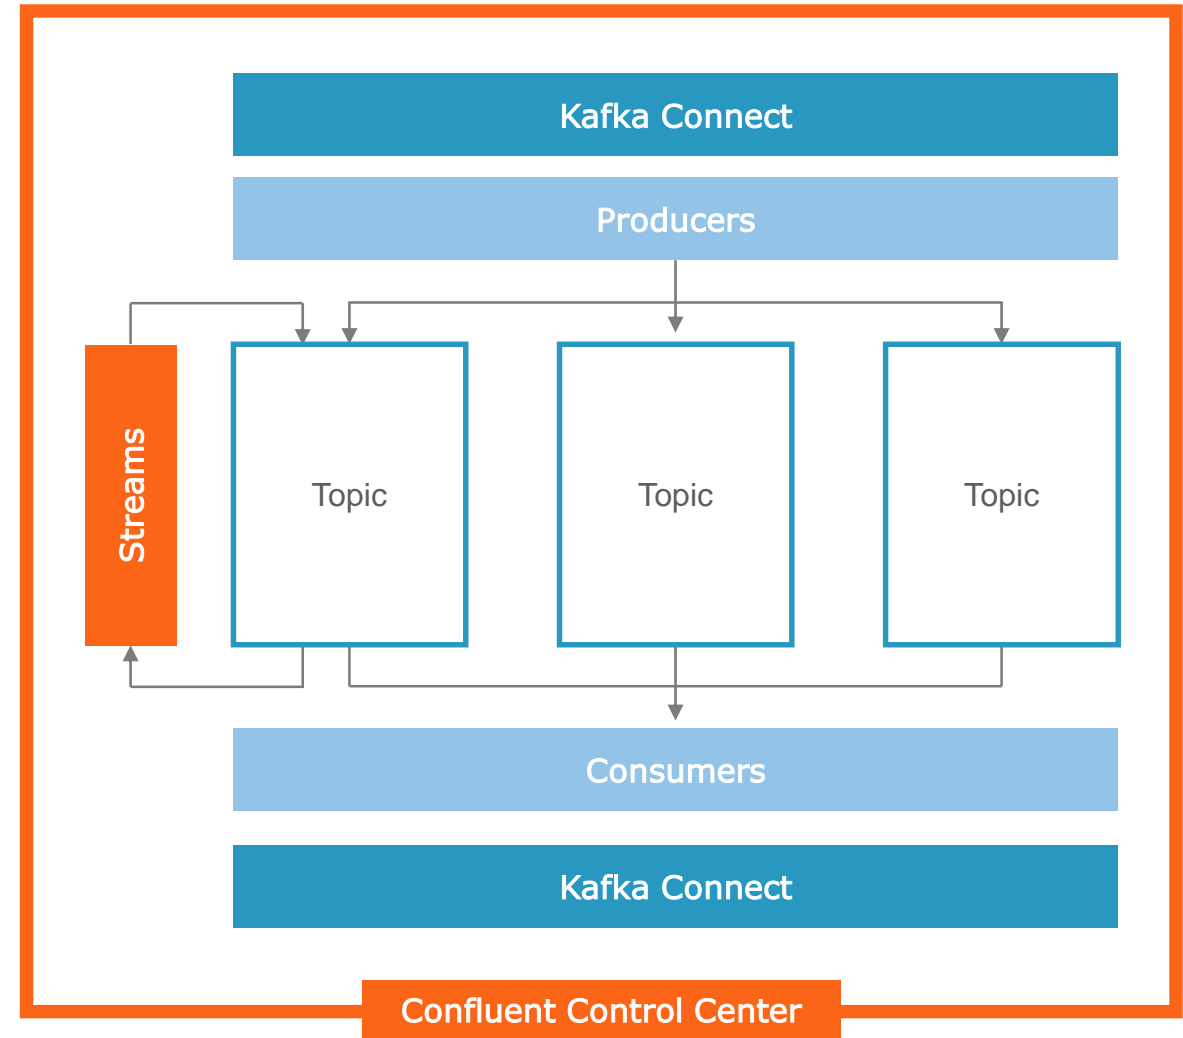 Kafka Connect
Producers
Streams
Topic
Topic
Topic
Consumers
Kafka Connect
Confluent Control Center